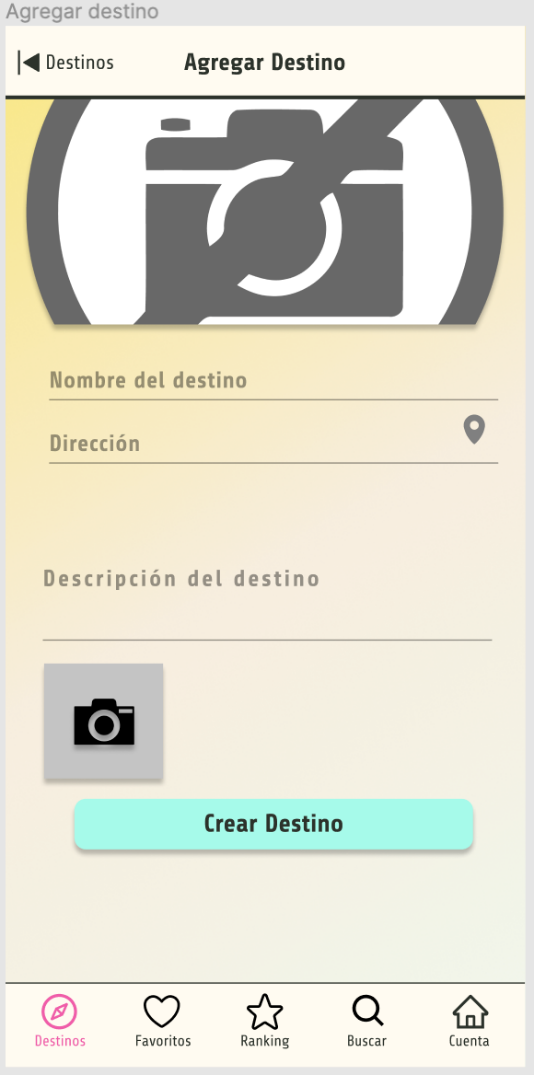 Agregar destino
Destinos
Agregar Destino
Nombre del destino
Dirección
Descripción del destino
Crear Destino
Destinos
Favoritos
Ranking
Buscar
Cuenta